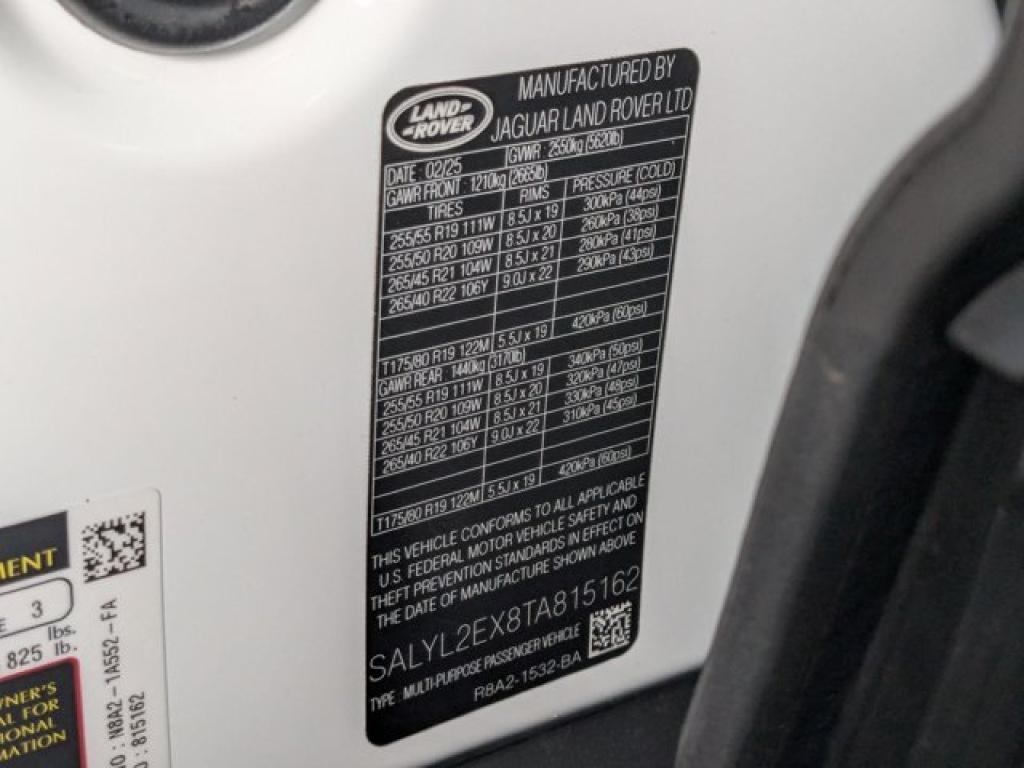 LAND-
-ROVER
MANUFACTURED BY
JAGUAR LAND ROVER LTD
DATE : 02/25 GVWR : 2550kg (5620lb)
GAWR FRONT : 1210kg (2665lb)
TIRES RIMS PRESSURE (COLD)
255/55 R19 111W 8.5J x 19 300kPa (44psi)
255/50 R20 109W 8.5J x 20 260kPa (38psi)
265/45 R21 104W 8.5J x 21 280kPa (41psi)
265/40 R22 106Y 9.0J x 22 290kPa (43psi)
T175/80 R19 122M 5.5J x 19 420kPa (60psi)
GAWR REAR : 1440kg (3170lb)
255/55 R19 111W 8.5J x 19 340kPa (50psi)
255/50 R20 109W 8.5J x 20 320kPa (47psi)
265/45 R21 104W 8.5J x 21 330kPa (48psi)
265/40 R22 106Y 9.0J x 22 310kPa (45psi)
T175/80 R19 122M 5.5J x 19 420kPa (60psi)
THIS VEHICLE CONFORMS TO ALL APPLICABLE
U.S. FEDERAL MOTOR VEHICLE SAFETY AND
THEFT PREVENTION STANDARDS IN EFFECT ON
THE DATE OF MANUFACTURE SHOWN ABOVE
SALYL2EX8TA815162
TYPE : MULTI-PURPOSE PASSENGER VEHICLE
R8A2-1532-BA
MENT
E 3
lbs.
825 lb.
WNER'S
AL FOR
IONAL
MATION
NO : N8A2-1A552-FA
D : 815162